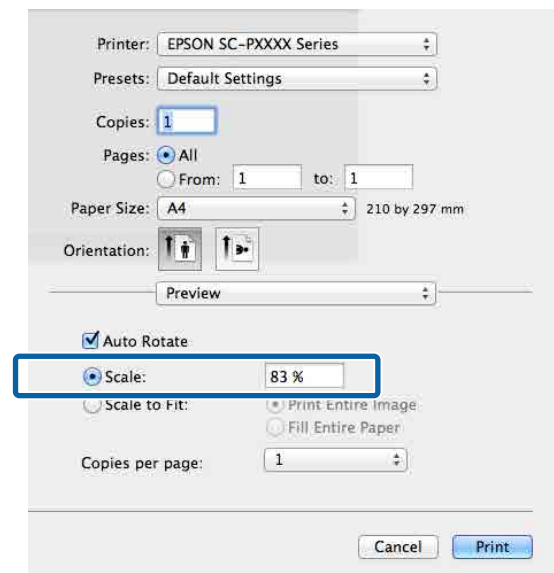 Printer: EPSON SC-PXXXX Series
Presets: Default Settings
Copies: 1
Pages: All
From: 1 to: 1
Paper Size: A4 210 by 297 mm
Orientation:
Preview
Auto Rotate
Scale: 83 %
Scale to Fit: Print Entire Image
Fill Entire Paper
Copies per page: 1
Cancel Print